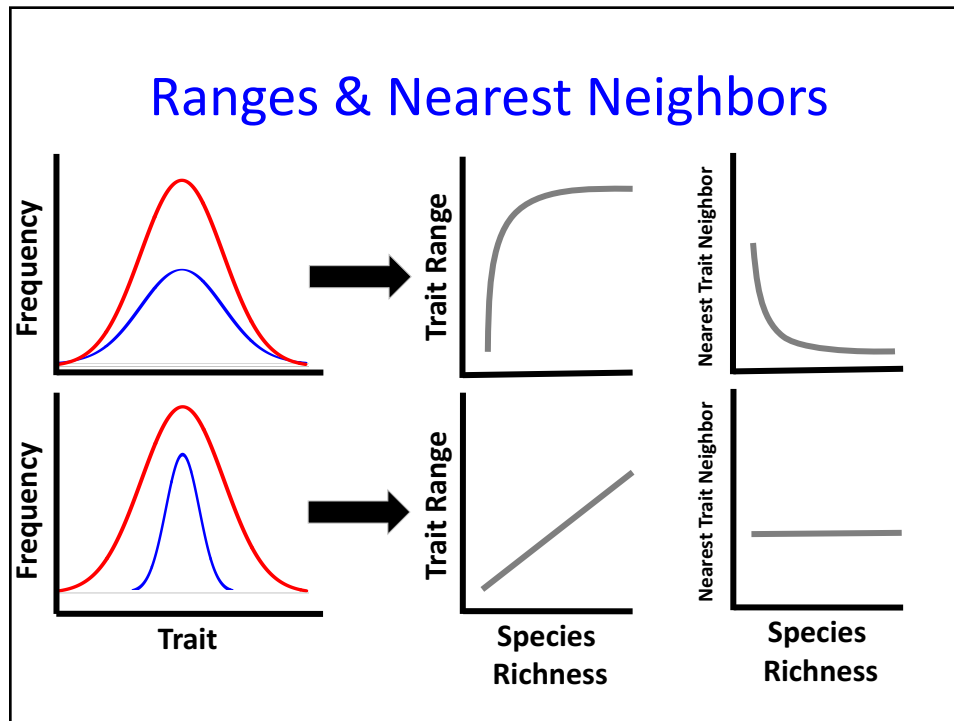 Ranges & Nearest Neighbors
Frequency
Trait Range
Nearest Trait Neighbor
Frequency
Trait Range
Nearest Trait Neighbor
Trait
Species
Richness
Species
Richness